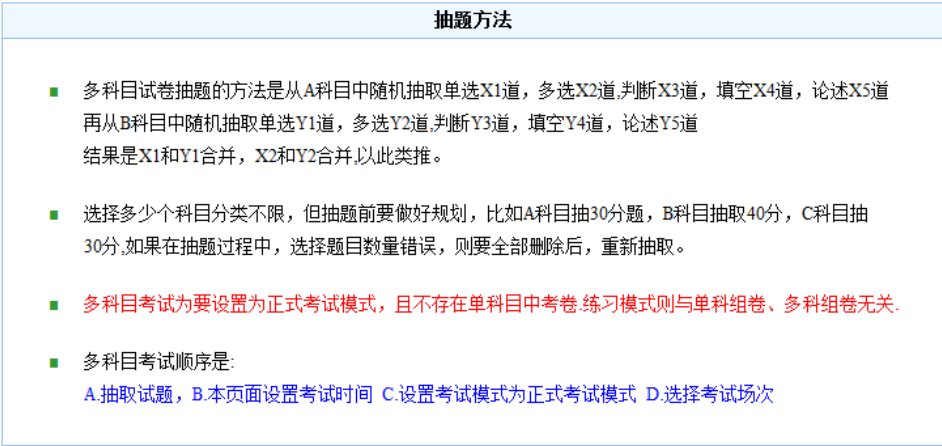 抽题方法
多科目试卷抽题的方法是从A科目中随机抽取单选X1道，多选X2道,判断X3道，填空X4道，论述X5道
再从B科目中随机抽取单选Y1道，多选Y2道,判断Y3道，填空Y4道，论述Y5道
结果是X1和Y1合并，X2和Y2合并,以此类推。
选择多少个科目分类不限，但抽题前要做好规划，比如A科目抽30分题，B科目抽取40分，C科目抽
30分,如果在抽题过程中，选择题目数量错误，则要全部删除后，重新抽取。
多科目考试为要设置为正式考试模式，且不存在单科目中考卷.练习模式则与单科组卷、多科组卷无关.
多科目考试顺序是:
A.抽取试题，B.本页面设置考试时间 C.设置考试模式为正式考试模式 D.选择考试场次